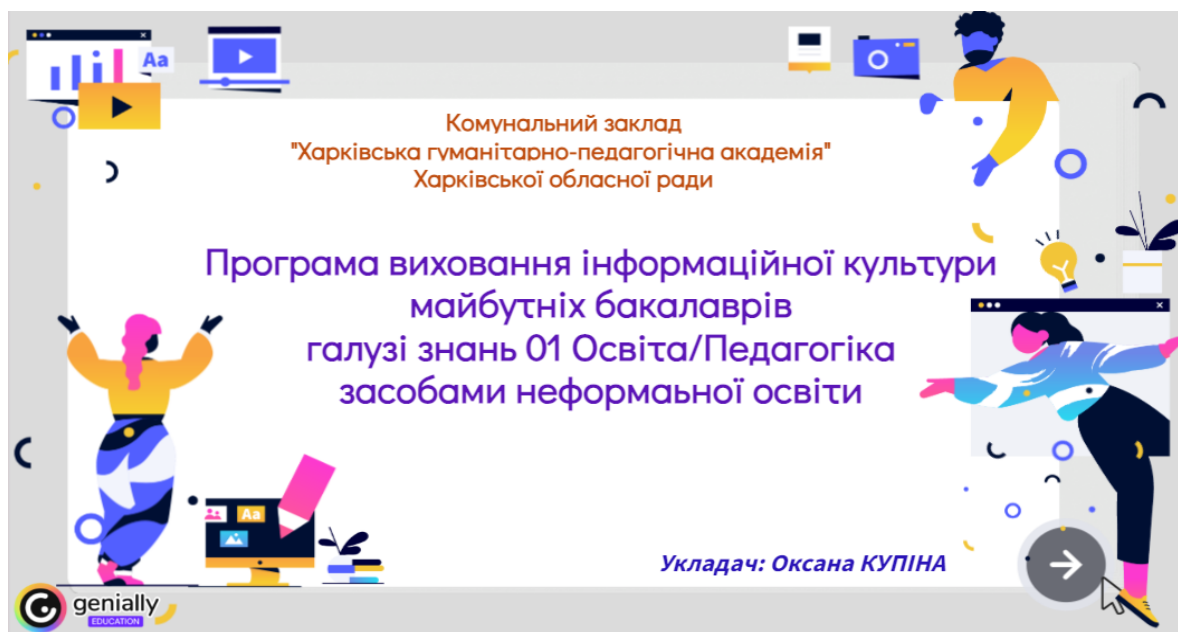 Aa
Комунальний заклад
"Харківська гуманітарно-педагогічна академія"
Харківської обласної ради
Програма виховання інформаційної культури
майбутніх бакалаврів
галузі знань 01 Освіта/Педагогіка
засобами неформаьної освіти
Aa
Укладач: Оксана КУПІНА
genially
EDUCATION